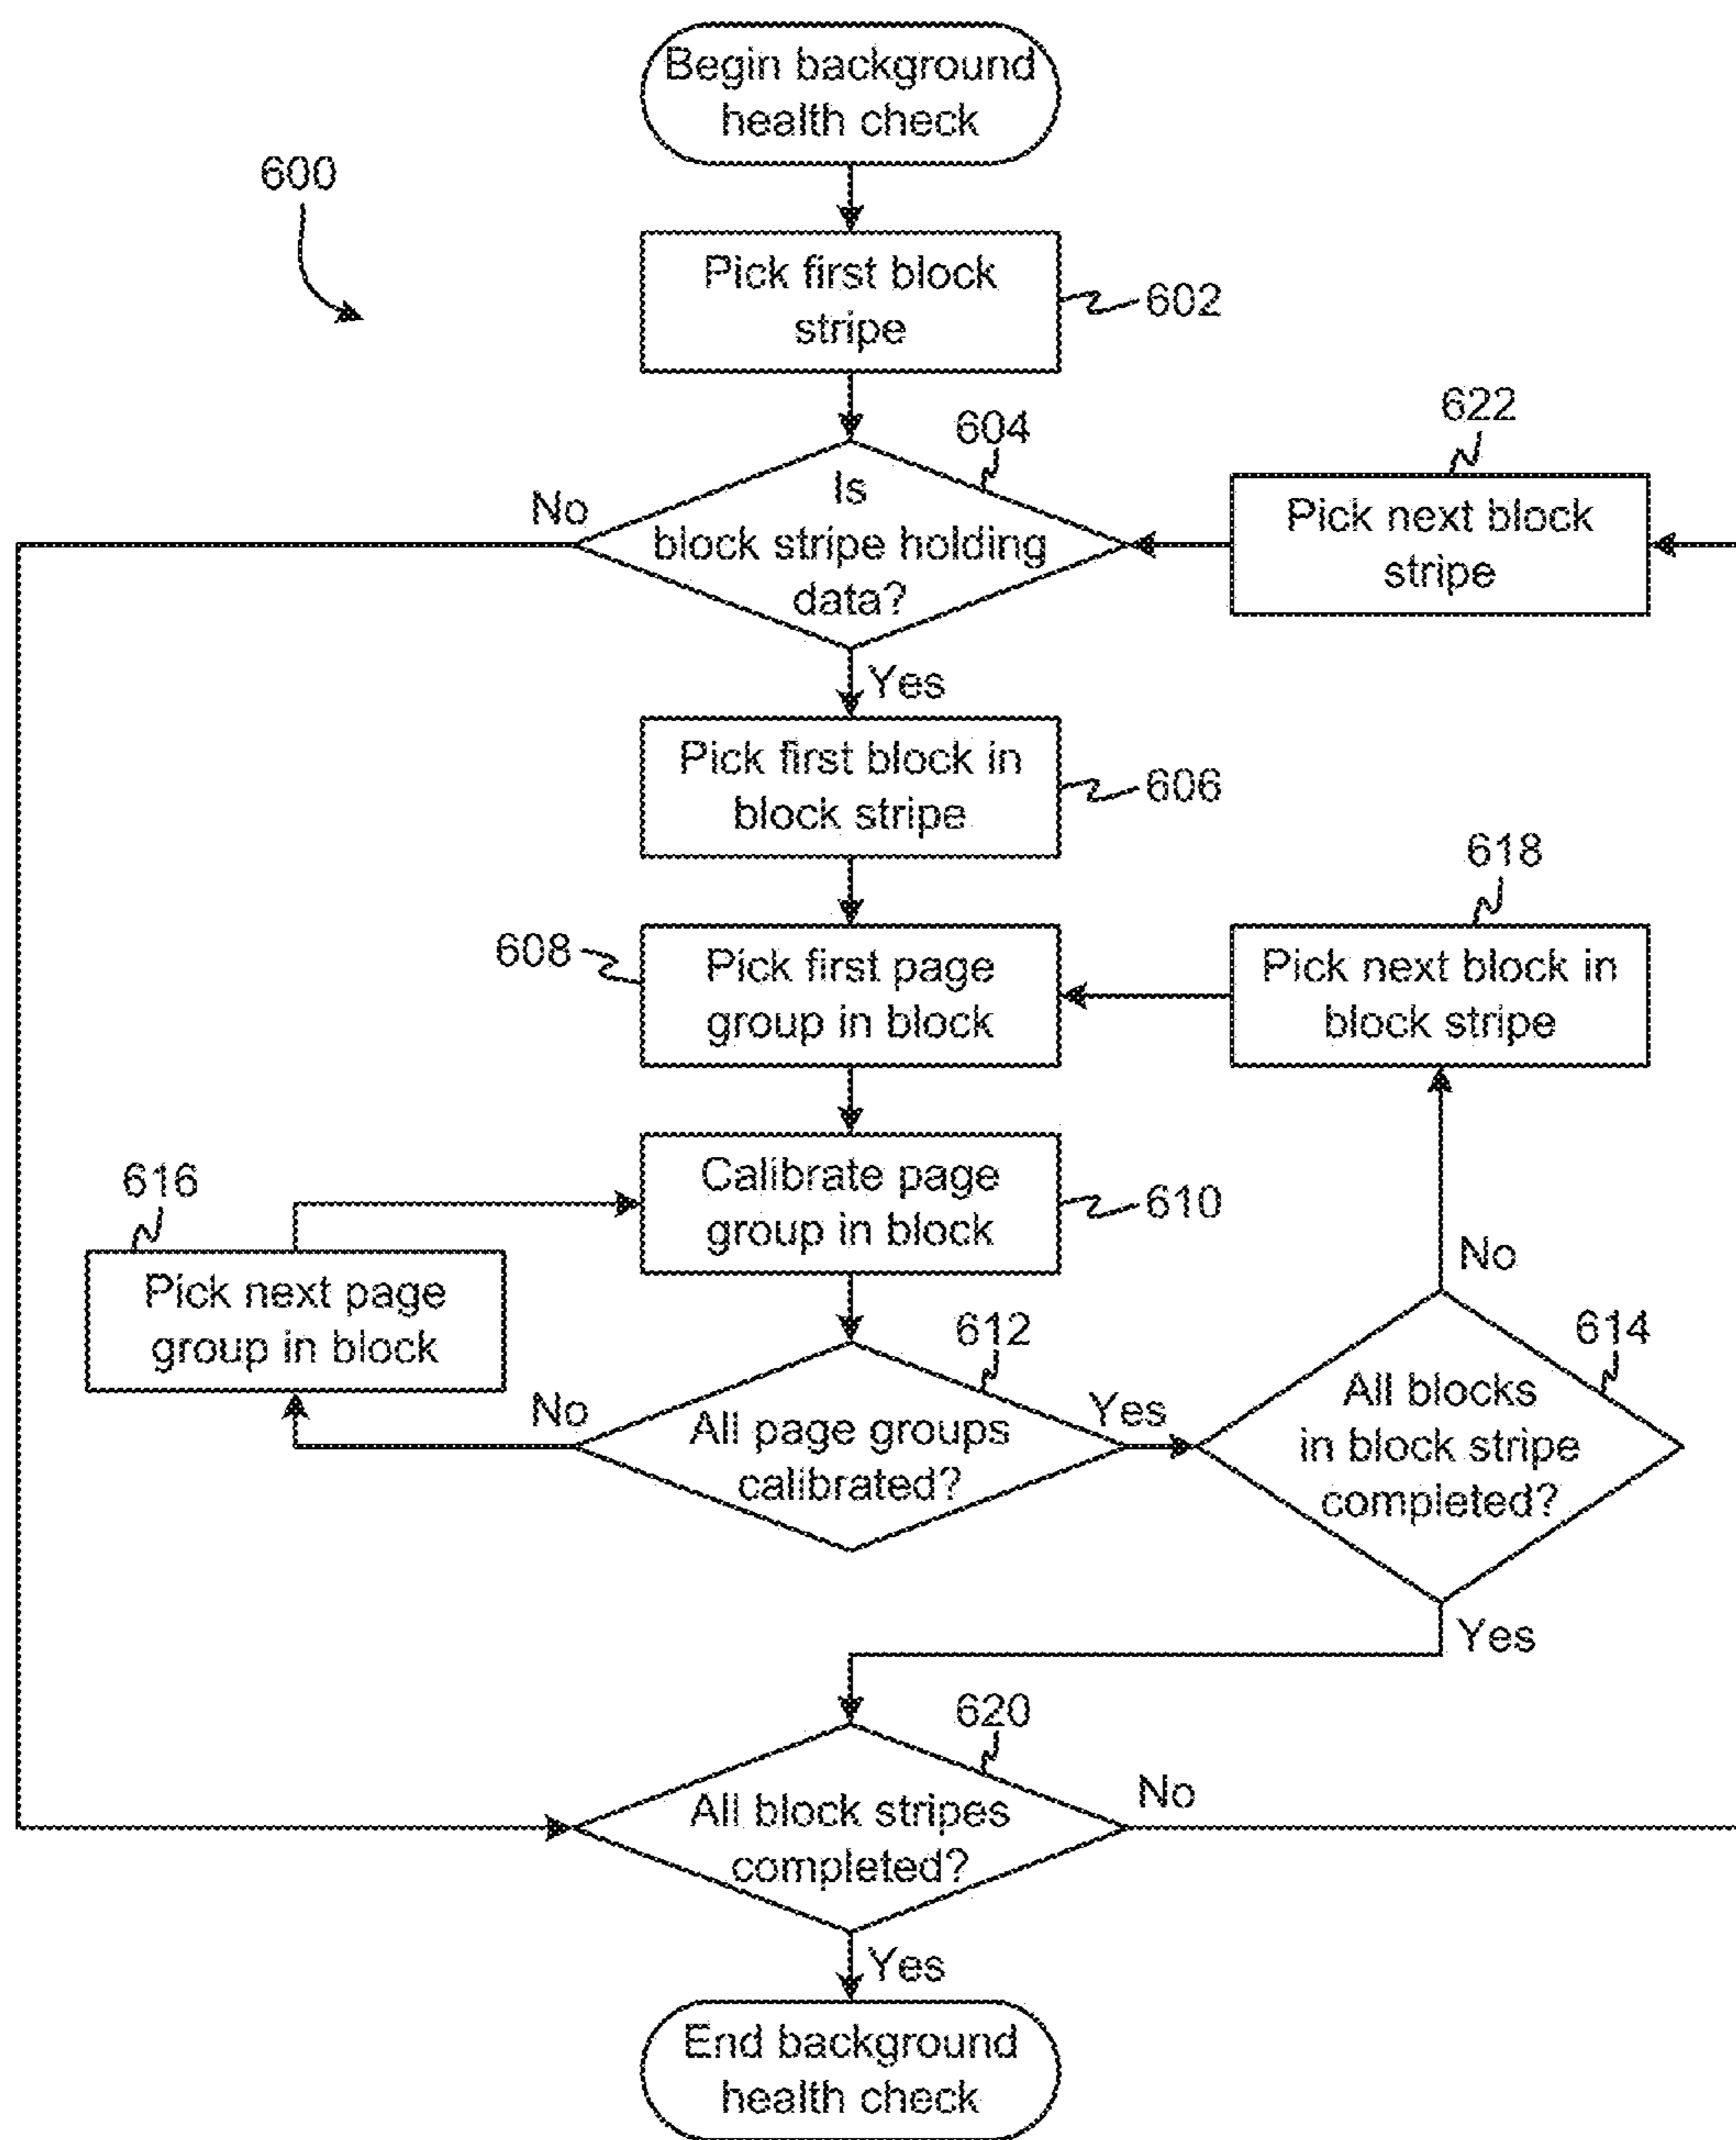 Begin background
health check
600
Pick first block
stripe
602
604
622
Is
block stripe holding
data?
No
Pick next block
stripe
Yes
Pick first block in
block stripe
606
618
608
Pick first page
group in block
Pick next block in
block stripe
616
Calibrate page
group in block
610
No
Pick next page
group in block
612
614
All page groups
calibrated?
No
Yes
All blocks
in block stripe
completed?
Yes
620
All block stripes
completed?
No
Yes
End background
health check